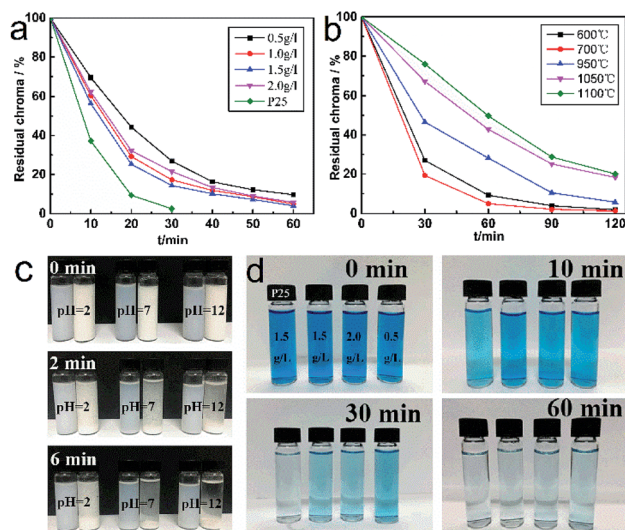 a
Residual chroma / %
100
80
60
40
20
0
0 10 20 30 40 50 60
t/min
0.5g/l
1.0g/l
1.5g/l
2.0g/l
P25
b
Residual chroma / %
100
80
60
40
20
0
0 30 60 90 120
t/min
600℃
700℃
950℃
1050℃
1100℃
c
0 min
pH=2 pH=7 pH=12
2 min
pH=2 pH=7 pH=12
6 min
pH=2 pH=7 pH=12
d
0 min
P25
1.5 1.5 2.0 0.5
g/L g/L g/L g/L
10 min
30 min
60 min